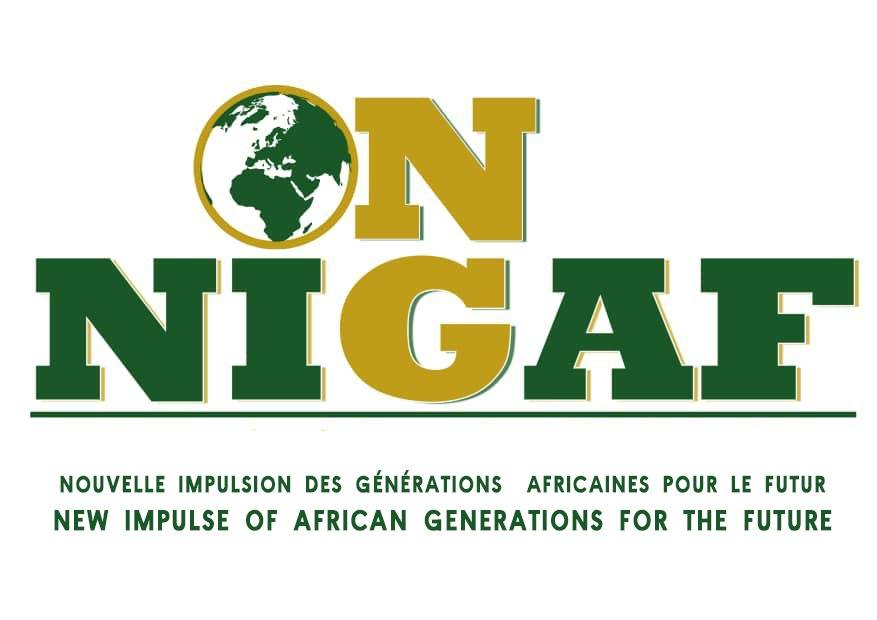 ON
NIGAF
NOUVELLE IMPULSION DES GÉNÉRATIONS AFRICAINES POUR LE FUTUR
NEW IMPULSE OF AFRICAN GENERATIONS FOR THE FUTURE